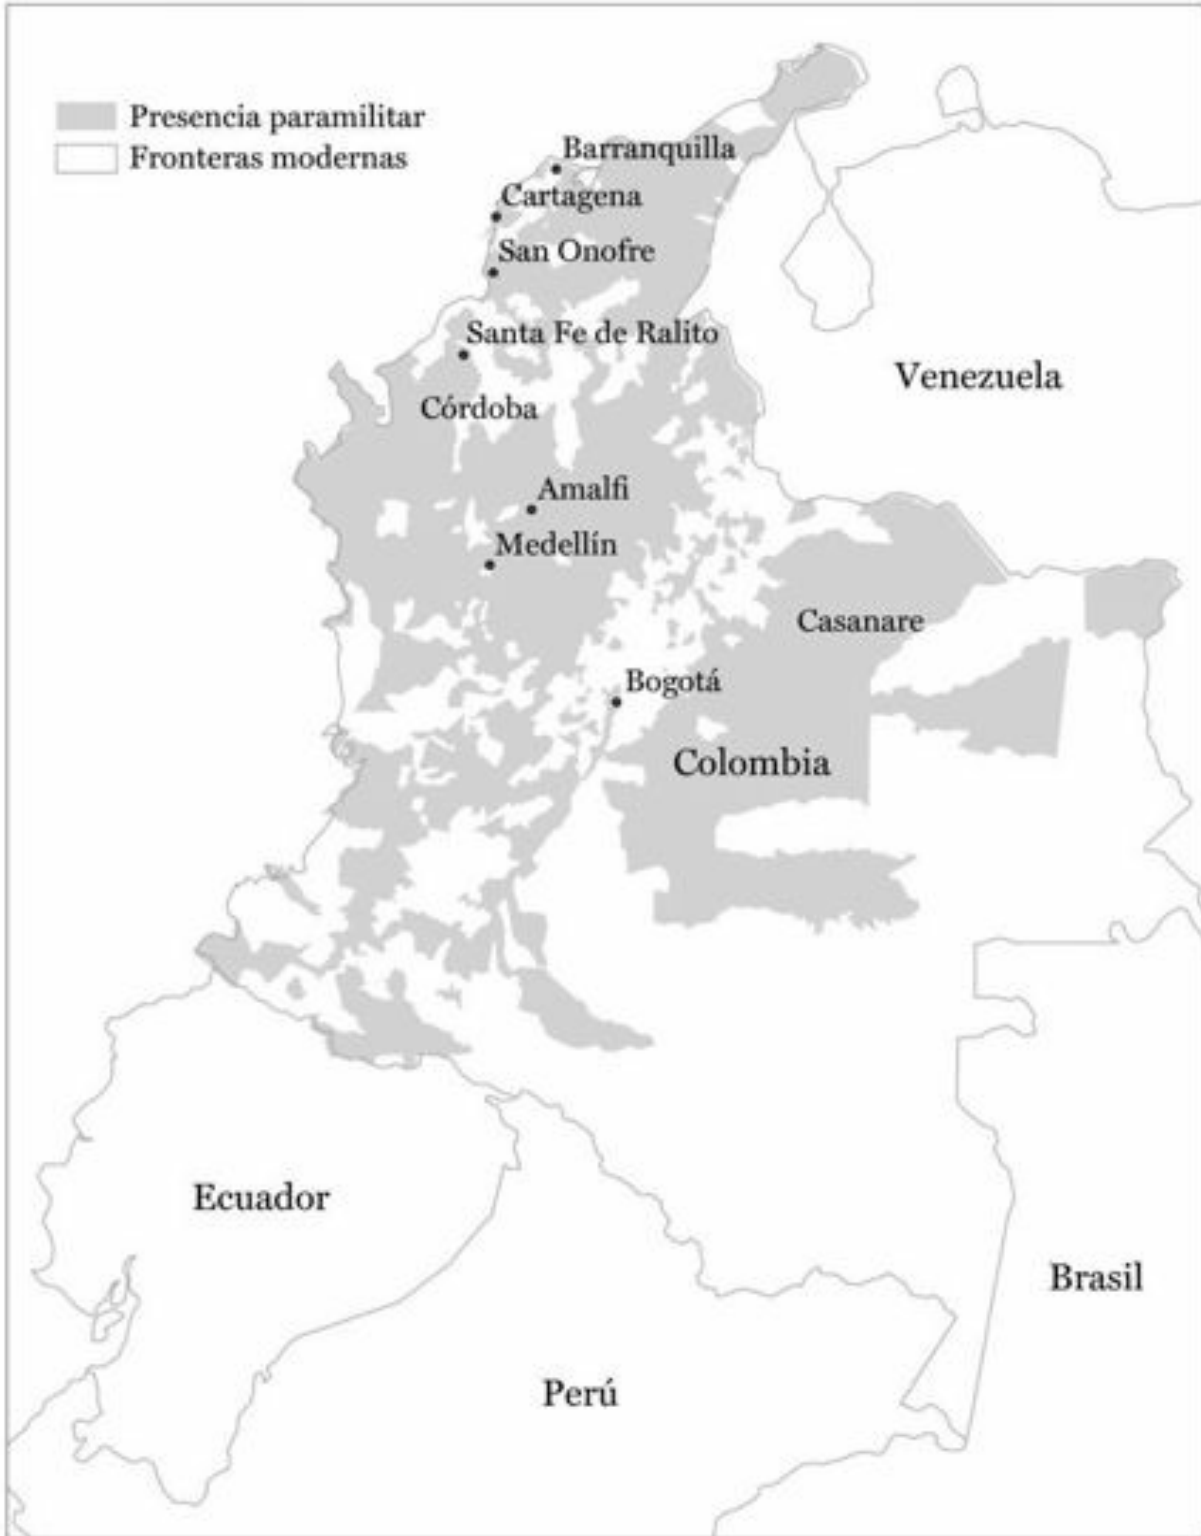 Presencia paramilitar
Fronteras modernas
Barranquilla
Cartagena
San Onofre
Santa Fe de Ralito
Venezuela
Córdoba
Amalfi
Medellín
Casanare
Bogotá
Colombia
Ecuador
Brasil
Perú